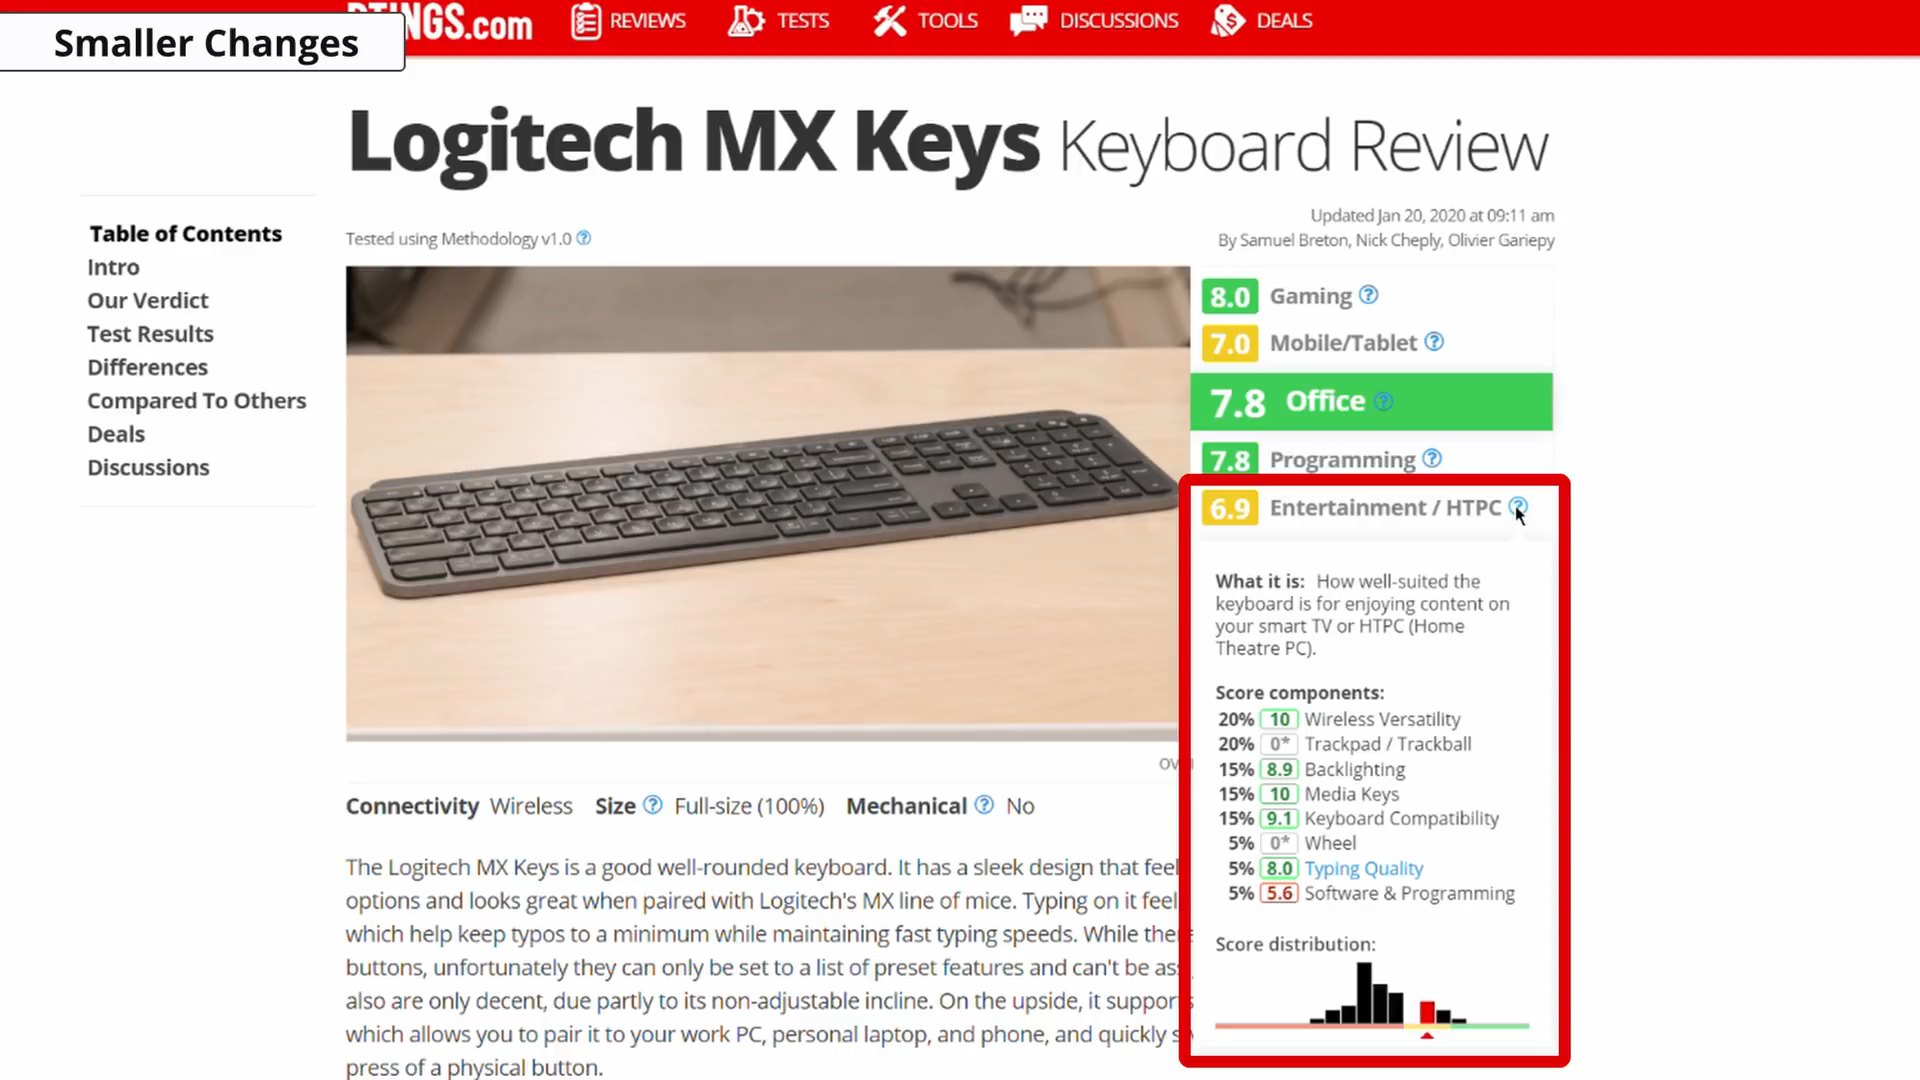 Smaller Changes
RTINGS.com
REVIEWS
TESTS
TOOLS
DISCUSSIONS
DEALS
Logitech MX Keys Keyboard Review
Updated Jan 20, 2020 at 09:11 am
By Samuel Breton, Nick Cheply, Olivier Gariepy
Tested using Methodology v1.0 ?
Table of Contents
Intro
Our Verdict
Test Results
Differences
Compared To Others
Deals
Discussions
8.0 Gaming ?
7.0 Mobile/Tablet ?
7.8 Office ?
7.8 Programming ?
6.9 Entertainment / HTPC ?
What it is: How well-suited the
keyboard is for enjoying content on
your smart TV or HTPC (Home
Theatre PC).
Score components:
20% 10 Wireless Versatility
20% 0* Trackpad / Trackball
15% 8.9 Backlighting
15% 10 Media Keys
15% 9.1 Keyboard Compatibility
5% 0* Wheel
5% 8.0 Typing Quality
5% 5.6 Software & Programming
Score distribution:
Connectivity Wireless Size ? Full-size (100%) Mechanical ? No
The Logitech MX Keys is a good well-rounded keyboard. It has a sleek design that feel
options and looks great when paired with Logitech's MX line of mice. Typing on it feel
which help keep typos to a minimum while maintaining fast typing speeds. While the
buttons, unfortunately they can only be set to a list of preset features and can't be as
also are only decent, due partly to its non-adjustable incline. On the upside, it support
which allows you to pair it to your work PC, personal laptop, and phone, and quickly s
press of a physical button.